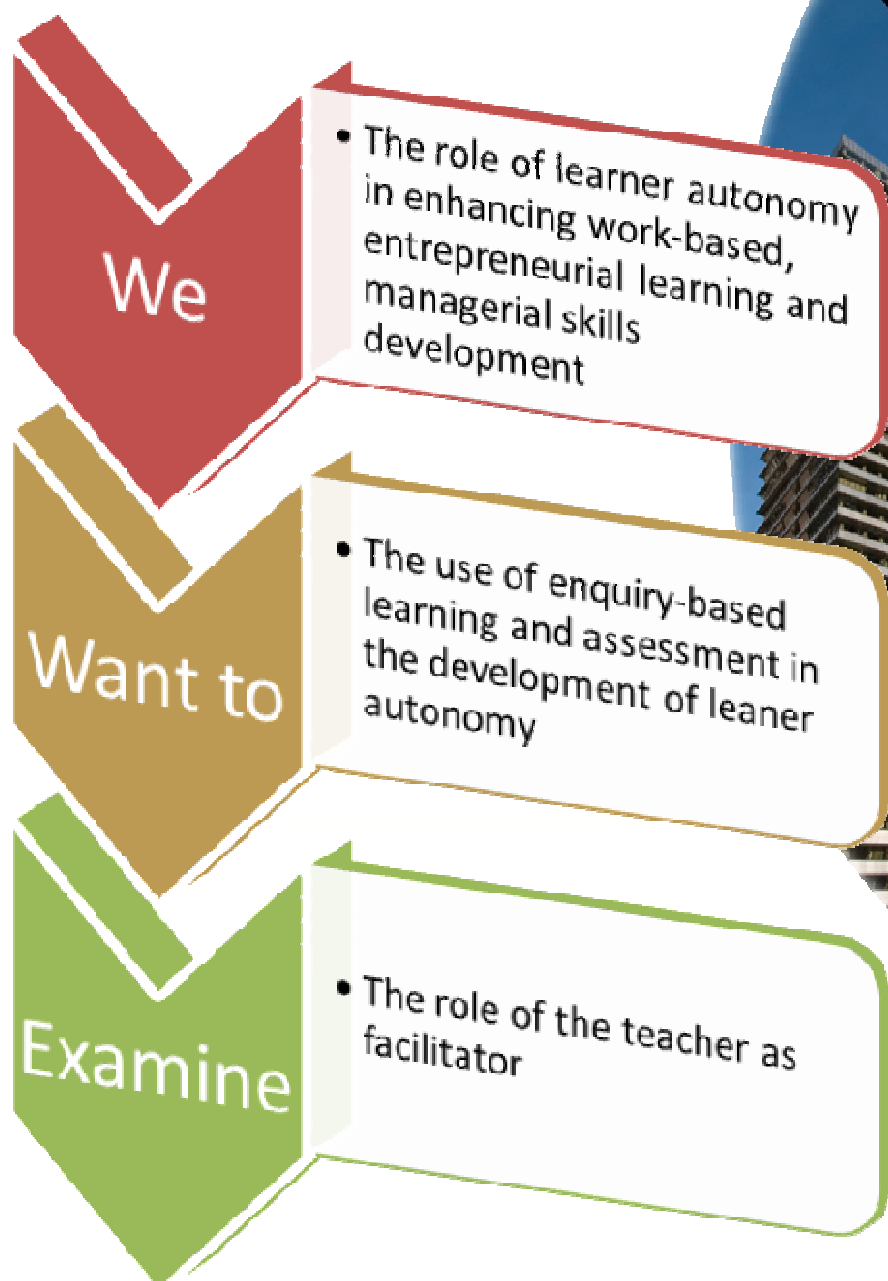 We
• The role of learner autonomy
in enhancing work-based,
entrepreneurial learning and
managerial skills
development
Want to
• The use of enquiry-based
learning and assessment in
the development of leaner
autonomy
Examine
• The role of the teacher as
facilitator